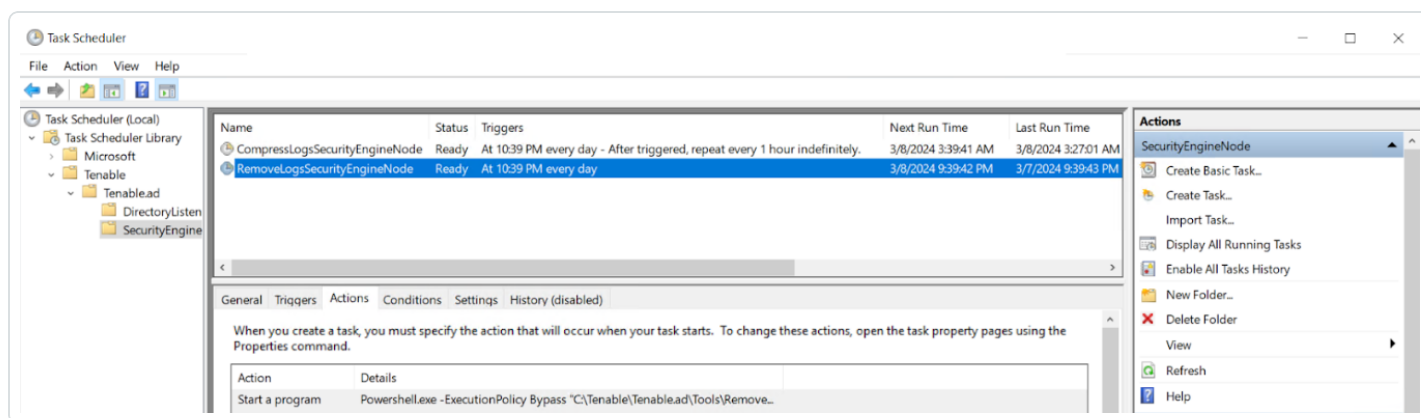 Task Scheduler
File Action View Help
Task Scheduler (Local)
Task Scheduler Library
Microsoft
Tenable
Tenable.ad
DirectoryListen
SecurityEngine
Name Status Triggers Next Run Time Last Run Time
CompressLogsSecurityEngineNode Ready At 10:39 PM every day - After triggered, repeat every 1 hour indefinitely. 3/8/2024 3:39:41 AM 3/8/2024 3:27:01 AM
RemoveLogsSecurityEngineNode Ready At 10:39 PM every day 3/8/2024 9:39:42 PM 3/7/2024 9:39:43 PM
General Triggers Actions Conditions Settings History (disabled)
When you create a task, you must specify the action that will occur when your task starts. To change these actions, open the task property pages using the
Properties command.
Action Details
Start a program Powershell.exe -ExecutionPolicy Bypass "C:\Tenable\Tenable.ad\Tools\Remove...
Actions
SecurityEngineNode
Create Basic Task...
Create Task...
Import Task...
Display All Running Tasks
Enable All Tasks History
New Folder...
Delete Folder
View
Refresh
Help